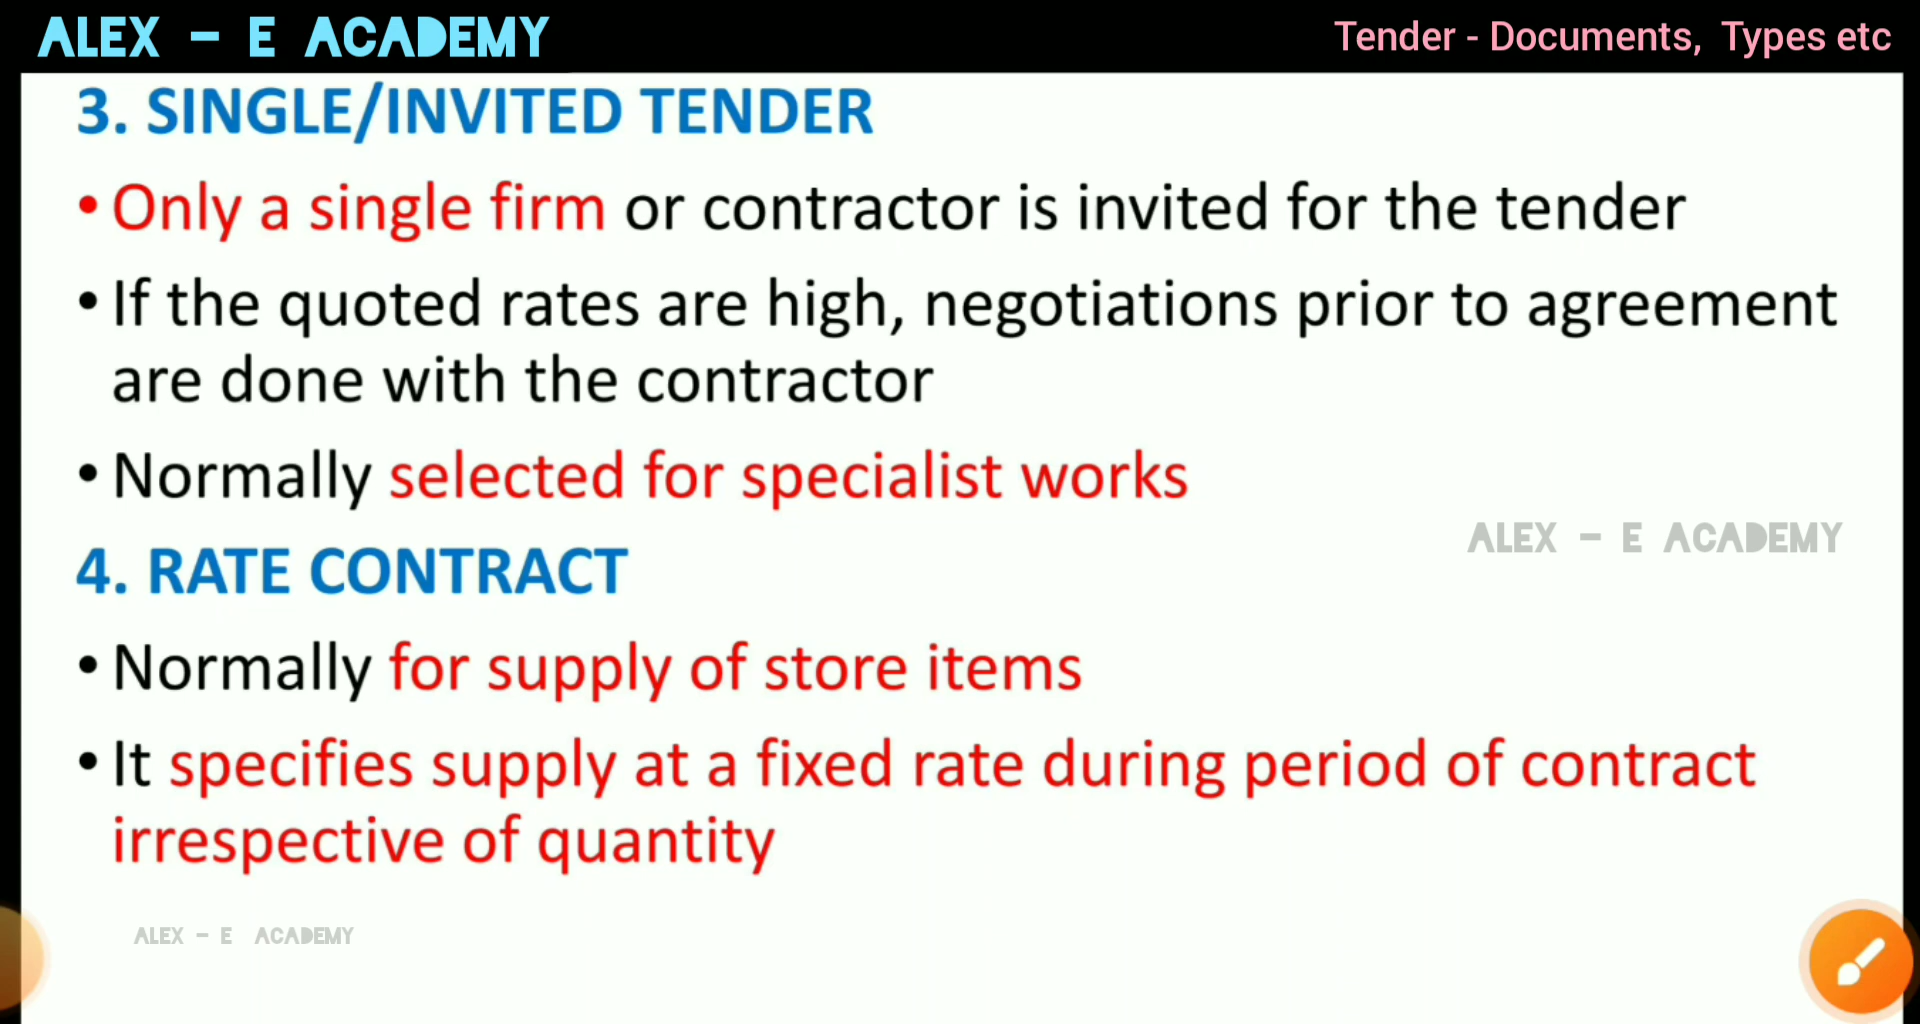 ALEX - E ACADEMY
Tender - Documents, Types etc
3. SINGLE/INVITED TENDER
• Only a single firm or contractor is invited for the tender
• If the quoted rates are high, negotiations prior to agreement
are done with the contractor
• Normally selected for specialist works
ALEX - E ACADEMY
4. RATE CONTRACT
• Normally for supply of store items
• It specifies supply at a fixed rate during period of contract
irrespective of quantity
ALEX - E ACADEMY